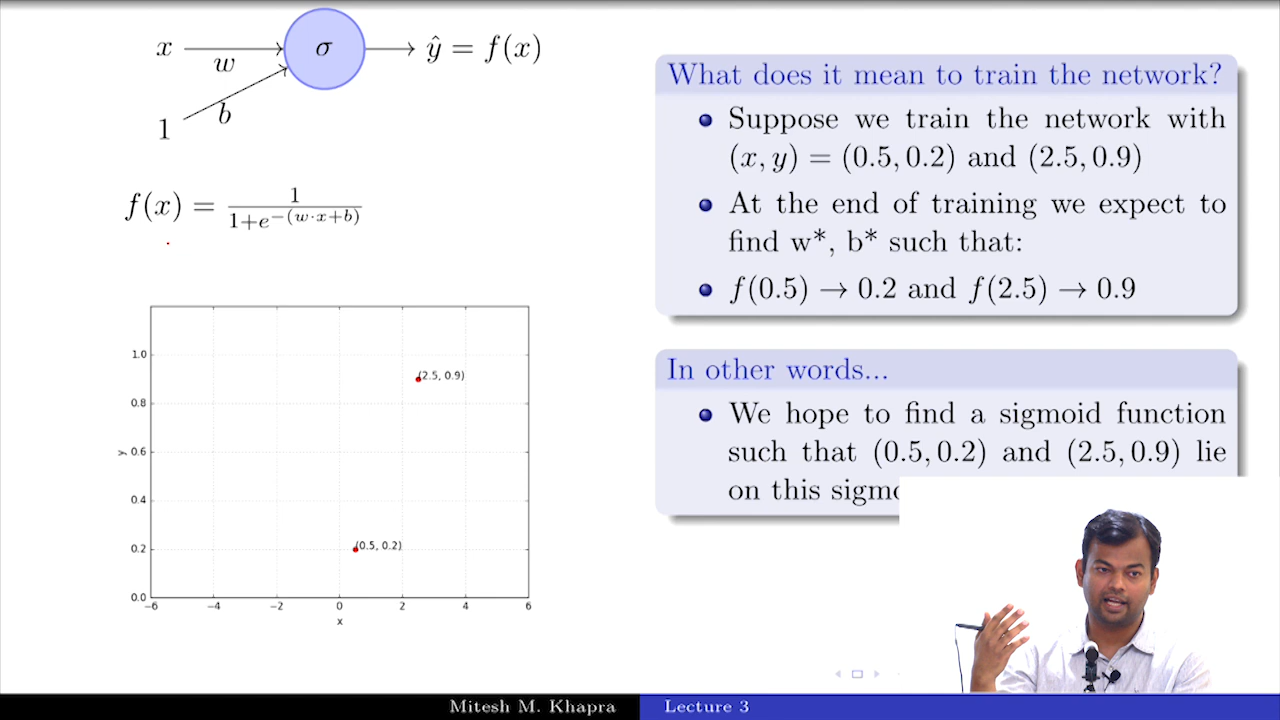 x
w
σ
ŷ = f(x)
1
b
f(x) = 1/(1+e^{−(w·x+b)})
1.0
0.8
0.6
0.4
0.2
0.0
y
−6 −4 −2 0 2 4 6
x
(2.5, 0.9)
(0.5, 0.2)
What does it mean to train the network?
Suppose we train the network with
(x, y) = (0.5, 0.2) and (2.5, 0.9)
At the end of training we expect to
find w*, b* such that:
f(0.5) → 0.2 and f(2.5) → 0.9
In other words...
We hope to find a sigmoid function
such that (0.5, 0.2) and (2.5, 0.9) lie
on this
Mitesh M. Khapra
Lecture 3